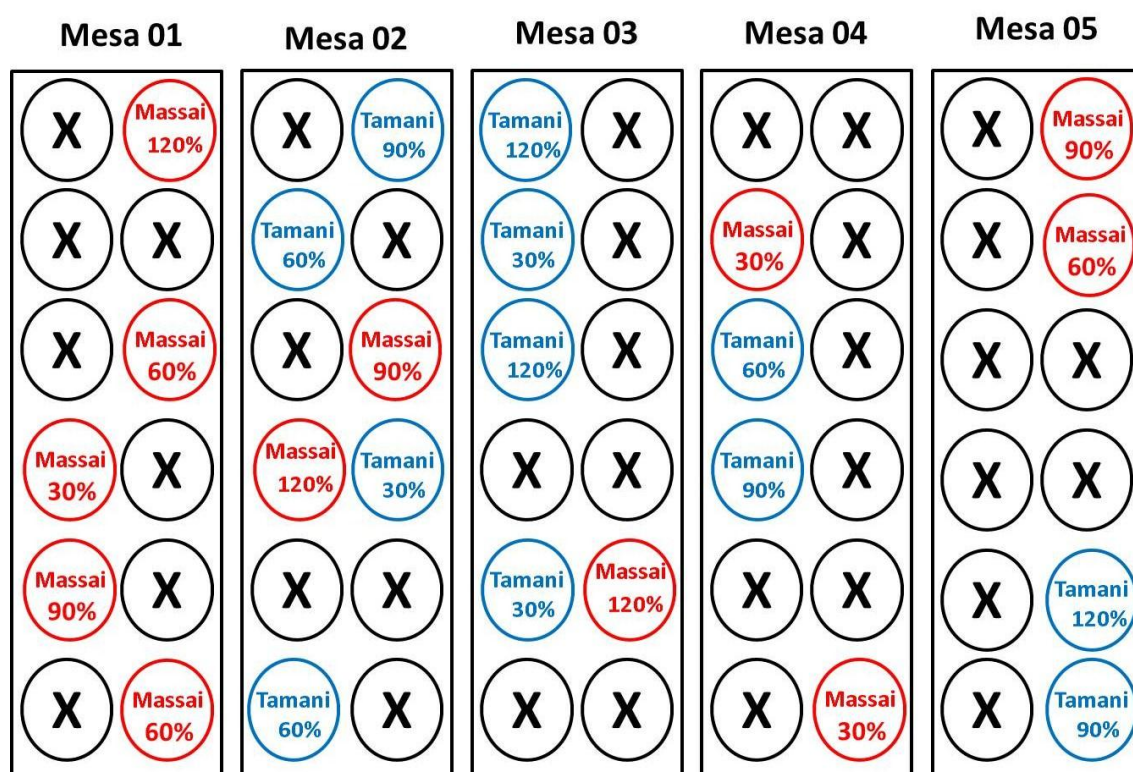 Mesa 01
X
Massai
120%
X
X
X
Massai
60%
Massai
30%
X
Massai
90%
X
X
Massai
60%
Mesa 02
X
Tamani
90%
Tamani
60%
X
X
Massai
90%
Massai
120%
Tamani
30%
X
X
Tamani
60%
X
Mesa 03
Tamani
120%
X
Tamani
30%
X
Tamani
120%
X
X
X
Tamani
30%
Massai
120%
X
X
Mesa 04
X
X
Massai
30%
X
Tamani
60%
X
Tamani
90%
X
X
X
X
Massai
30%
Mesa 05
X
Massai
90%
X
Massai
60%
X
X
X
X
X
Tamani
120%
X
Tamani
90%